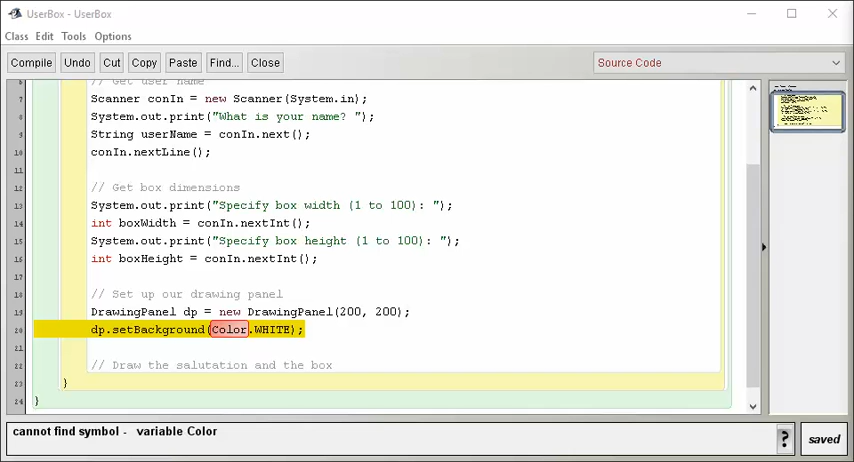 UserBox - UserBox
Class Edit Tools Options
Compile Undo Cut Copy Paste Find... Close Source Code
6 // Get user name
7 Scanner conIn = new Scanner(System.in);
8 System.out.print("What is your name? ");
9 String userName = conIn.next();
10 conIn.nextLine();
11
12 // Get box dimensions
13 System.out.print("Specify box width (1 to 100): ");
14 int boxWidth = conIn.nextInt();
15 System.out.print("Specify box height (1 to 100): ");
16 int boxHeight = conIn.nextInt();
17
18 // Set up our drawing panel
19 DrawingPanel dp = new DrawingPanel(200, 200);
20 dp.setBackground(Color.WHITE);
21
22 // Draw the salutation and the box
23 }
24 }
cannot find symbol - variable Color
? saved